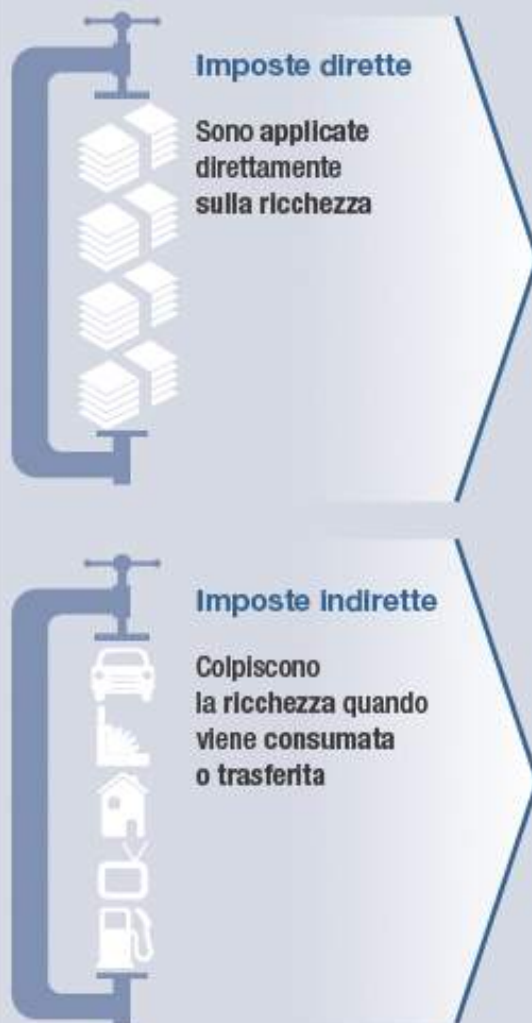 Imposte dirette
Sono applicate
direttamente
sulla ricchezza
Imposte indirette
Colpiscono
la ricchezza quando
viene consumata
o trasferita